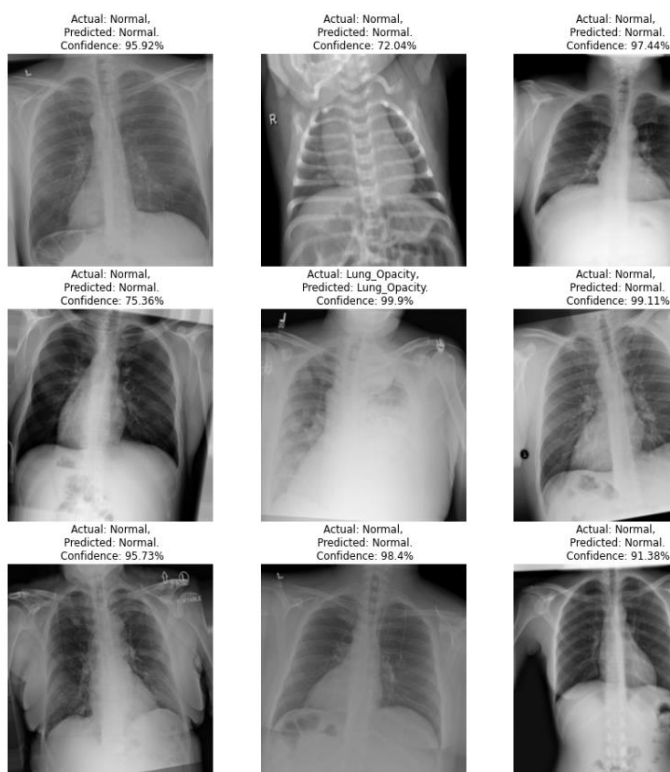 Actual: Normal,
Predicted: Normal.
Confidence: 95.92%
Actual: Normal,
Predicted: Normal.
Confidence: 72.04%
Actual: Normal,
Predicted: Normal.
Confidence: 97.44%
L
R
Actual: Normal,
Predicted: Normal.
Confidence: 75.36%
Actual: Lung_Opacity,
Predicted: Lung_Opacity.
Confidence: 99.9%
Actual: Normal,
Predicted: Normal.
Confidence: 99.11%
L
Actual: Normal,
Predicted: Normal.
Confidence: 95.73%
Actual: Normal,
Predicted: Normal.
Confidence: 98.4%
Actual: Normal,
Predicted: Normal.
Confidence: 91.38%
L